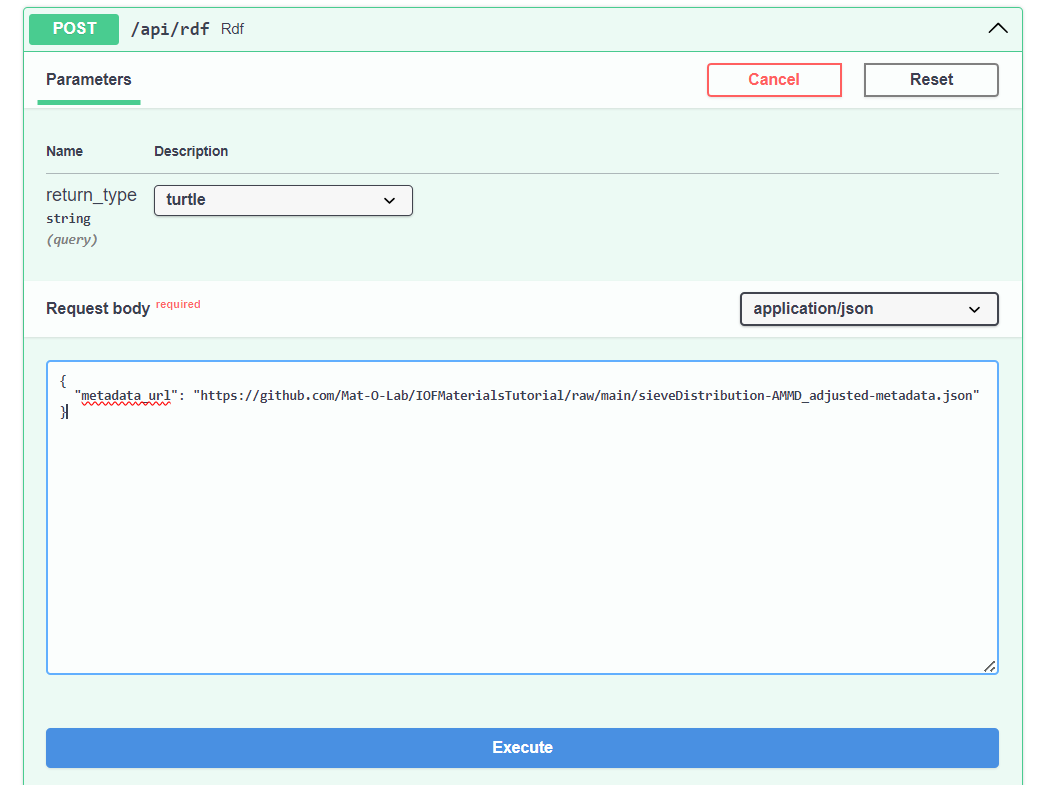 POST /api/rdf Rdf
Parameters Cancel Reset
Name Description
return_type turtle
string
(query)
Request body required application/json
{
"metadata_url": "https://github.com/Mat-O-Lab/IOFMaterialsTutorial/raw/main/sieveDistribution-AMMD_adjusted-metadata.json"
}
Execute